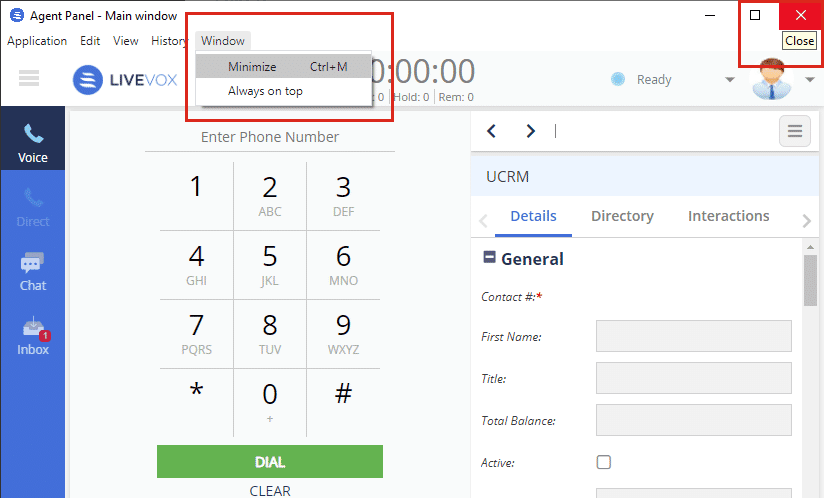 Agent Panel - Main window
Application Edit View History Window
Close
Minimize Ctrl+M
Always on top
LIVEVOX
0:00:00
: 0 | Hold: 0 | Rem: 0
Ready
Voice
Direct
Chat
1
Inbox
Enter Phone Number
1 2 3
ABC DEF
4 5 6
GHI JKL MNO
7 8 9
PQRS TUV WXYZ
* 0 #
+
DIAL
CLEAR
UCRM
Details Directory Interactions
General
Contact #:*
First Name:
Title:
Total Balance:
Active: